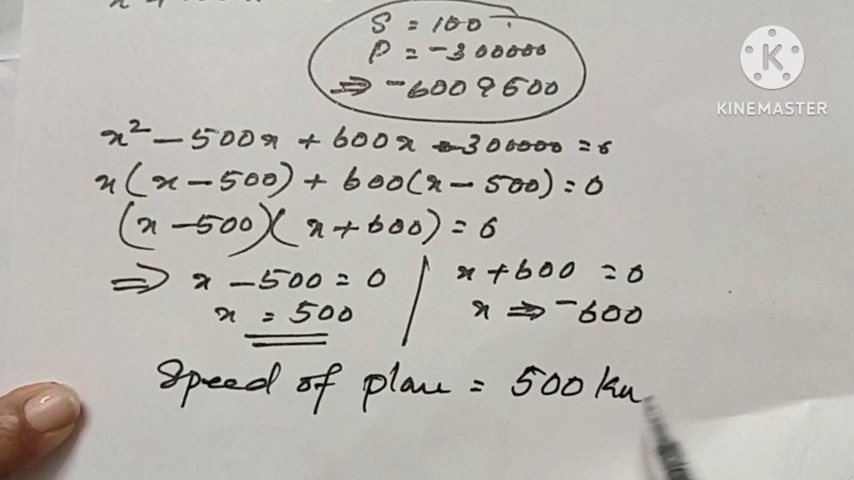 S = 100
P = -300000
⇒ -600 & 500
KINEMASTER
x² - 500x + 600x - 300000 = 0
x(x - 500) + 600(x - 500) = 0
(x - 500)(x + 600) = 0
⇒ x - 500 = 0 | x + 600 = 0
x = 500 | x ⇒ -600
Speed of plane = 500 km